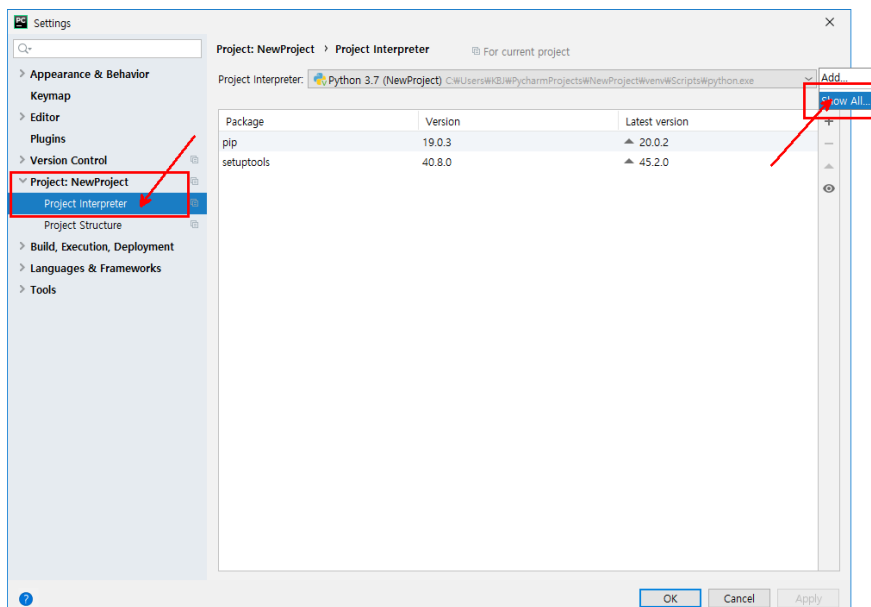 PC Settings
Project: NewProject › Project Interpreter For current project
Appearance & Behavior
Keymap
Editor
Plugins
Version Control
Project: NewProject
Project Interpreter
Project Structure
Build, Execution, Deployment
Languages & Frameworks
Tools
Project Interpreter: Python 3.7 (NewProject) C:₩Users₩KBJ₩PycharmProjects₩NewProject₩venv₩Scripts₩python.exe
Add...
Show All...
Package Version Latest version
pip 19.0.3 20.0.2
setuptools 40.8.0 45.2.0
? OK Cancel Apply